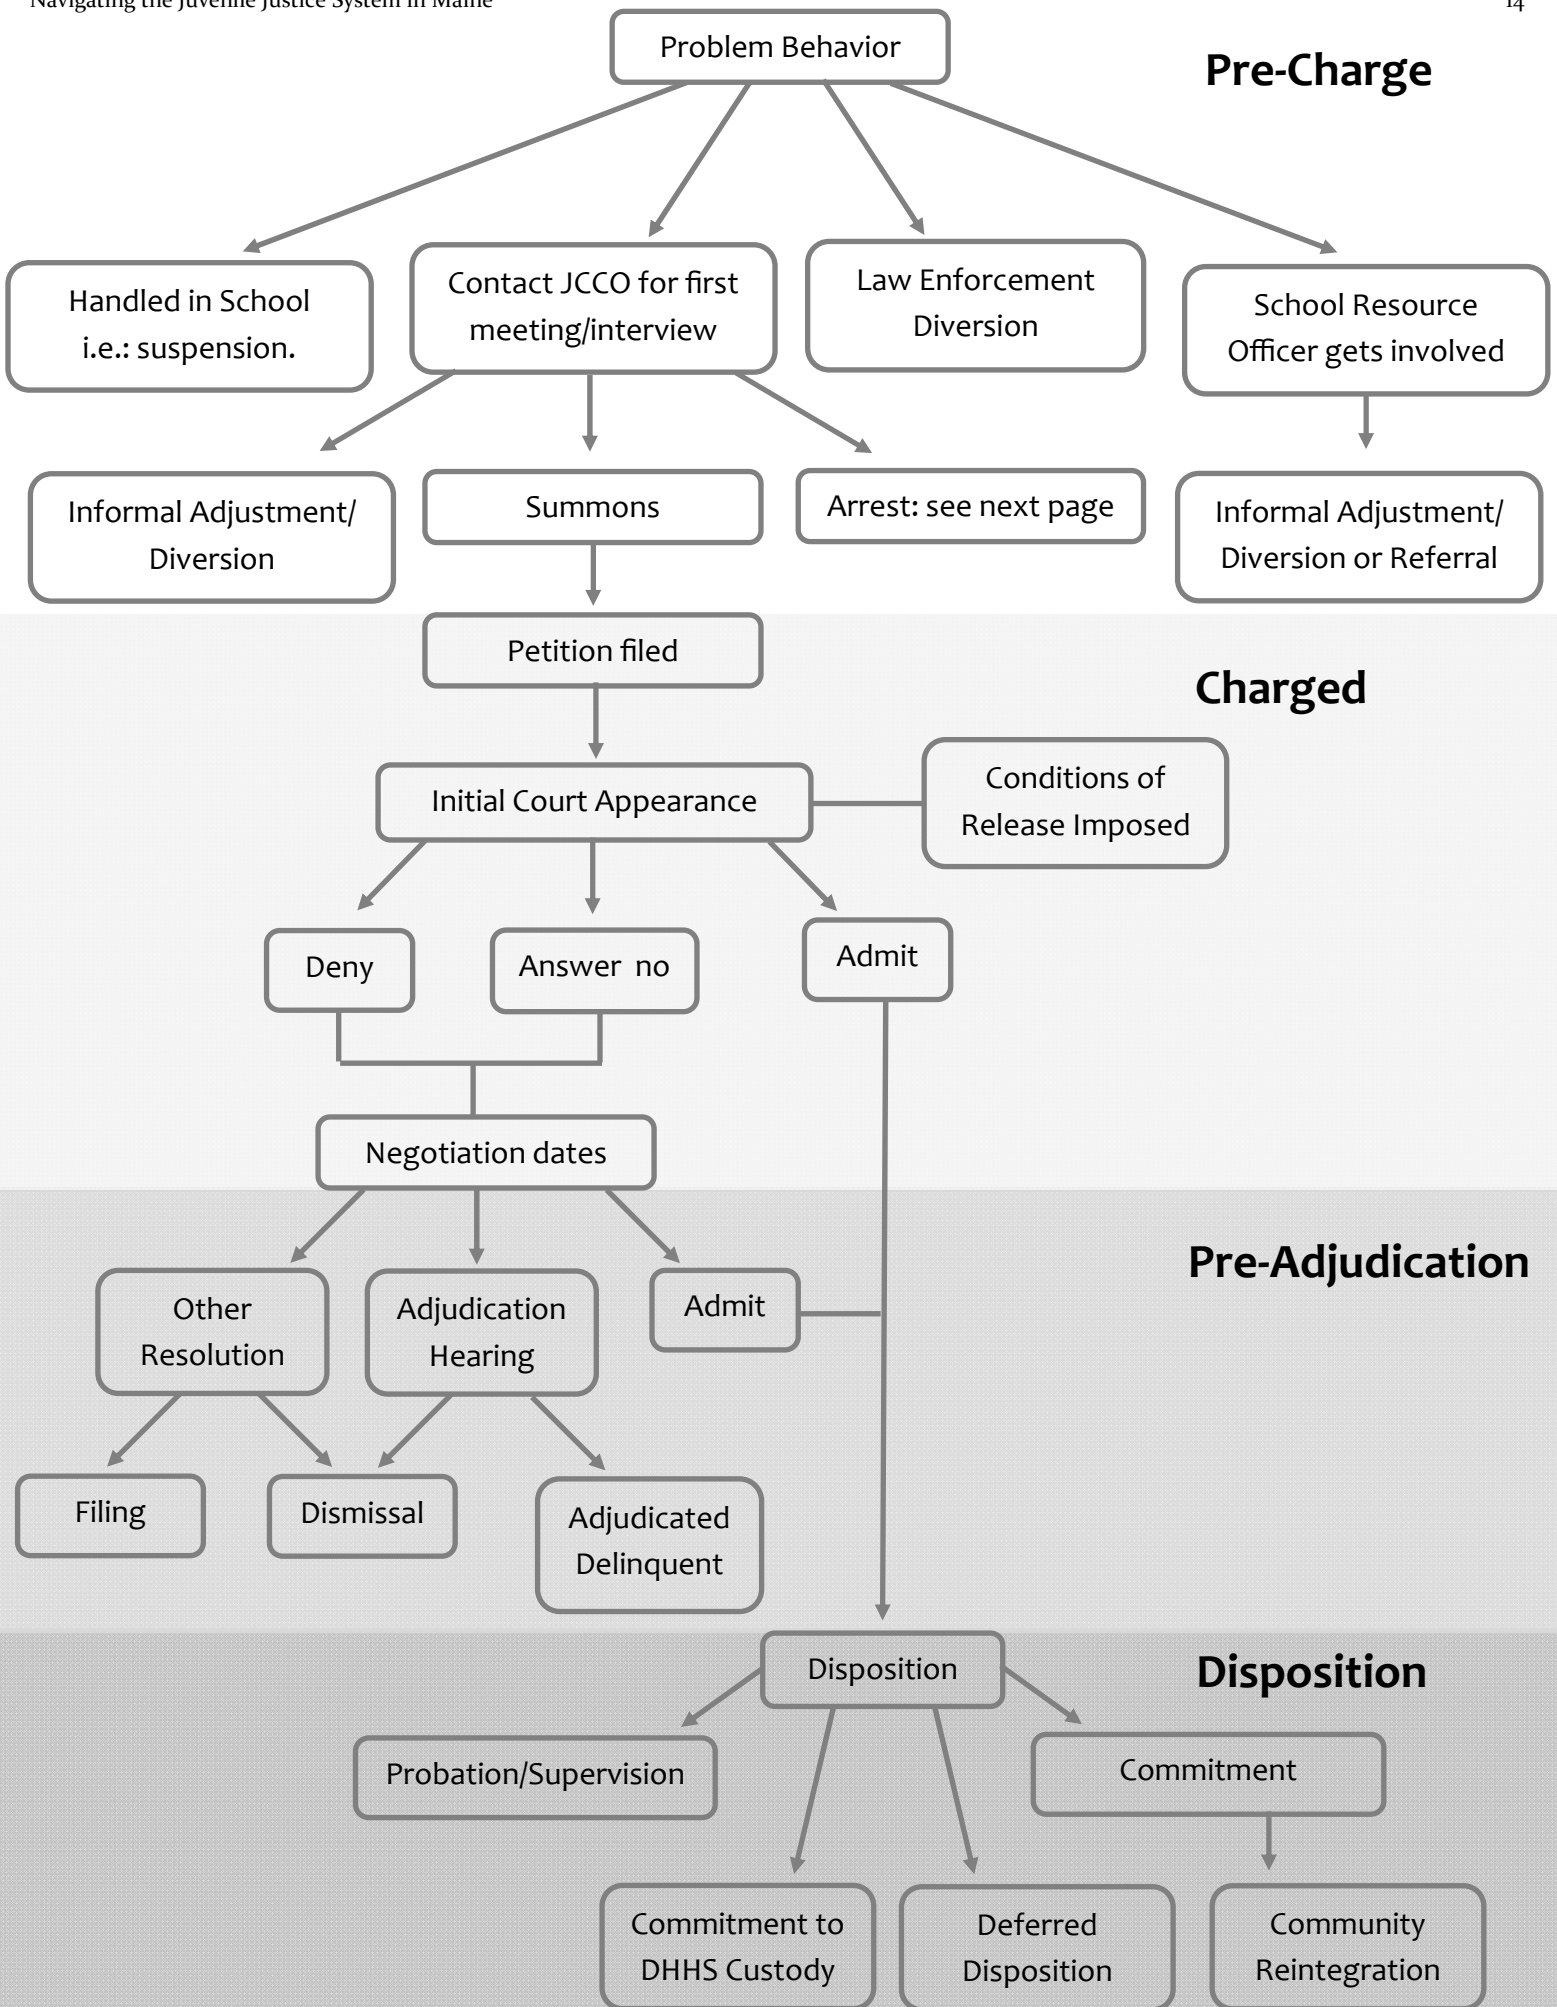 Navigating the Juvenile Justice System in Maine
14
Problem Behavior
Pre-Charge
Handled in School
i.e.: suspension.
Contact JCCO for first
meeting/interview
Law Enforcement
Diversion
School Resource
Officer gets involved
Informal Adjustment/
Diversion
Summons
Arrest: see next page
Informal Adjustment/
Diversion or Referral
Petition filed
Charged
Initial Court Appearance
Conditions of
Release Imposed
Deny
Answer no
Admit
Negotiation dates
Pre-Adjudication
Other
Resolution
Adjudication
Hearing
Admit
Filing
Dismissal
Adjudicated
Delinquent
Disposition
Disposition
Probation/Supervision
Commitment
Commitment to
DHHS Custody
Deferred
Disposition
Community
Reintegration